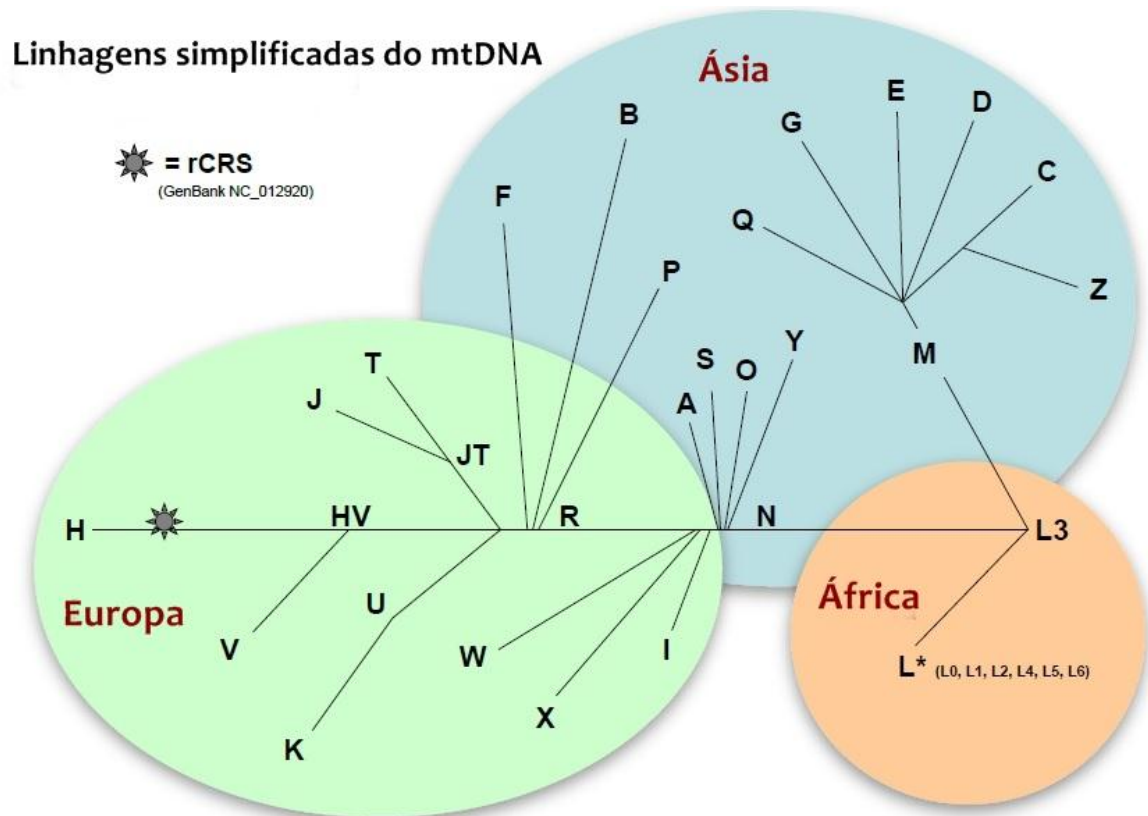 Linhagens simplificadas do mtDNA
= rCRS
(GenBank NC_012920)
Ásia
E
D
B
G
C
F
Q
P
Z
Y
M
S
O
T
A
J
JT
H
HV
R
N
L3
Europa
U
África
V
W
I
L* (L0, L1, L2, L4, L5, L6)
X
K